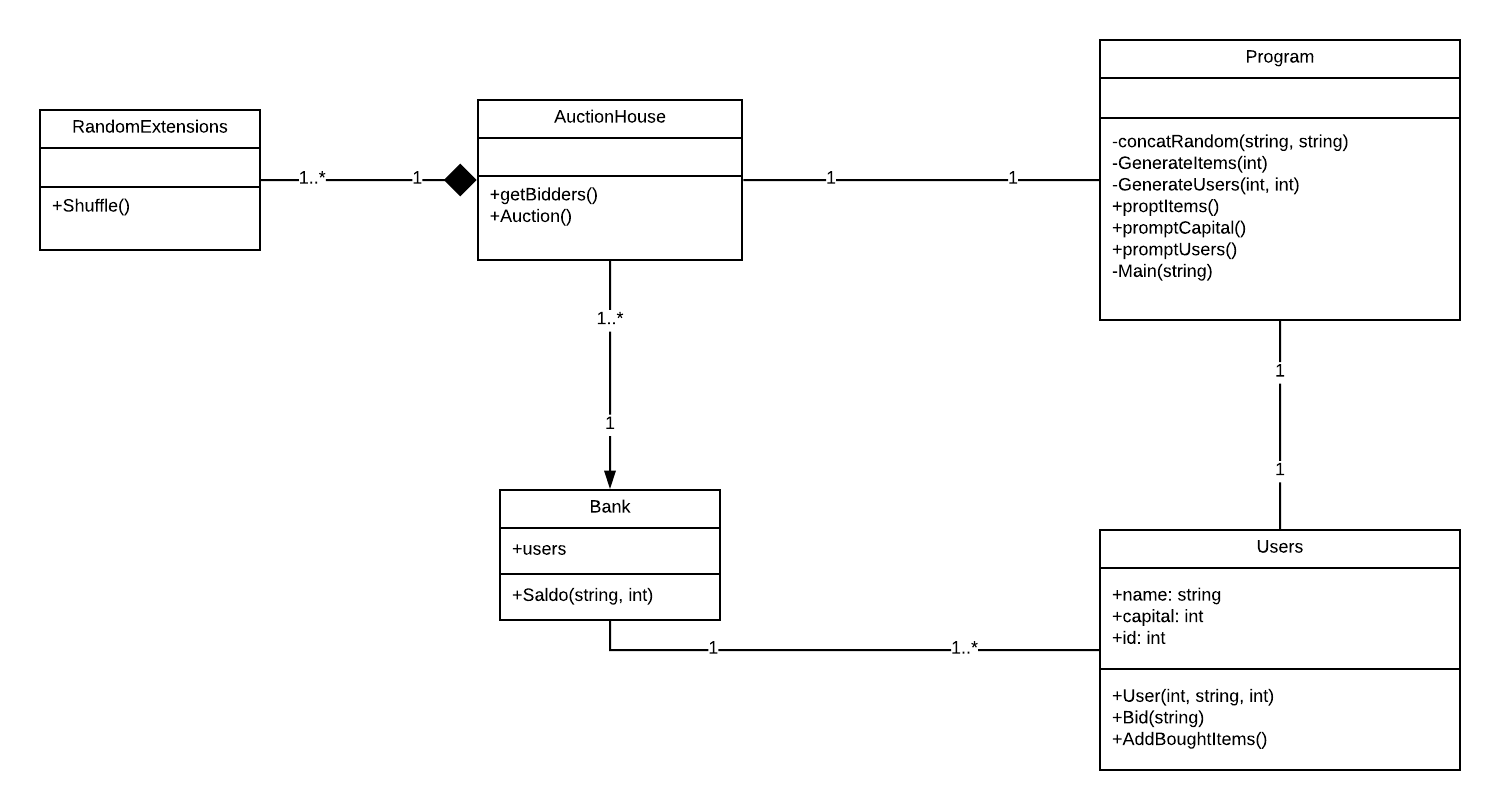 Program
-concatRandom(string, string)
-GenerateItems(int)
-GenerateUsers(int, int)
+proptItems()
+promptCapital()
+promptUsers()
-Main(string)
RandomExtensions
+Shuffle()
AuctionHouse
+getBidders()
+Auction()
1..*
1
1
1
1..*
1
1
1
Bank
+users
+Saldo(string, int)
1
1..*
Users
+name: string
+capital: int
+id: int
+User(int, string, int)
+Bid(string)
+AddBoughtItems()